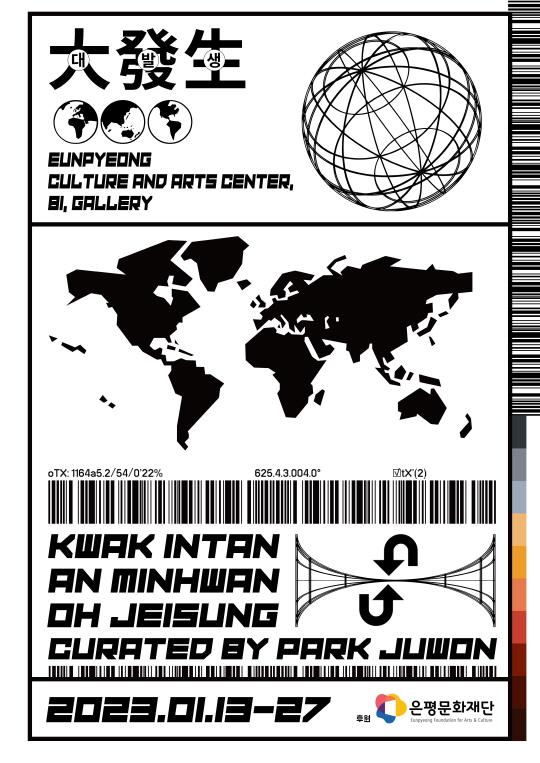 大發生
대 발 생
EUNPYEONG
CULTURE AND ARTS CENTER,
B1, GALLERY
oTX: 1164a5.2/54/0'22% 625.4.3.004.0° ☑tX'(2)
KWAK INTAN
AN MINHWAN
OH JEISUNG
CURATED BY PARK JUWON
2023.01.13-27
후원 은평문화재단
Eunpyeong Foundation for Arts & Culture